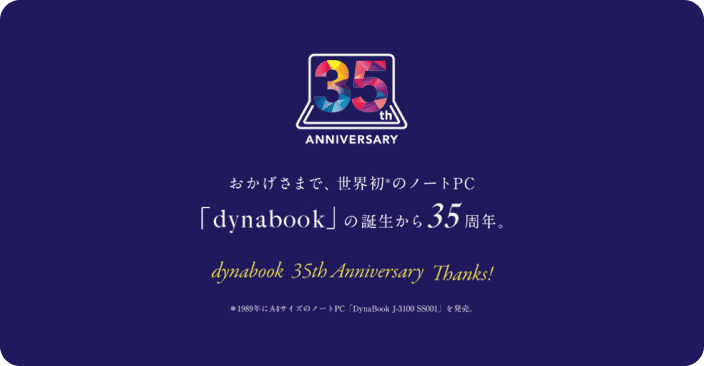 35th
ANNIVERSARY
おかげさまで、世界初*のノートPC
「dynabook」の誕生から35周年。
dynabook 35th Anniversary Thanks!
*1989年にA4サイズのノートPC「DynaBook J-3100 SS001」を発売。